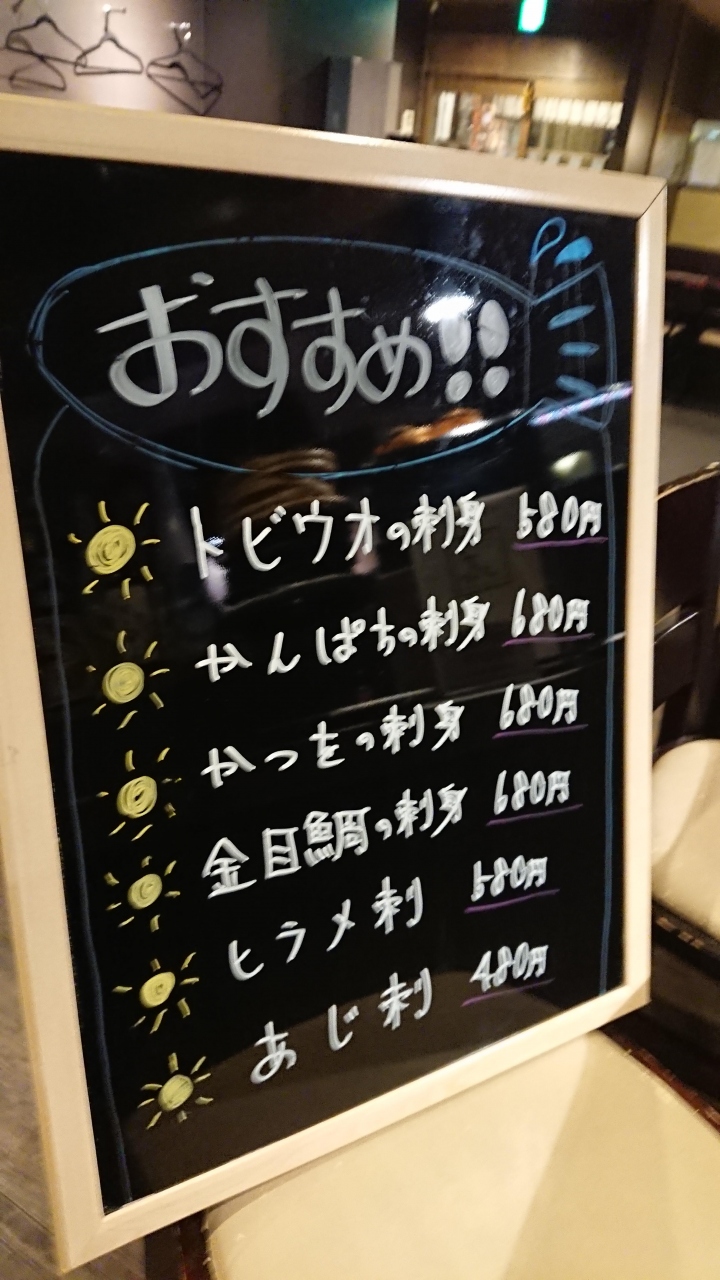 おすすめ!!
トビウオの刺身 580円
かんぱちの刺身 680円
かつをの刺身 680円
金目鯛の刺身 680円
ヒラメ刺 580円
あじ刺 480円